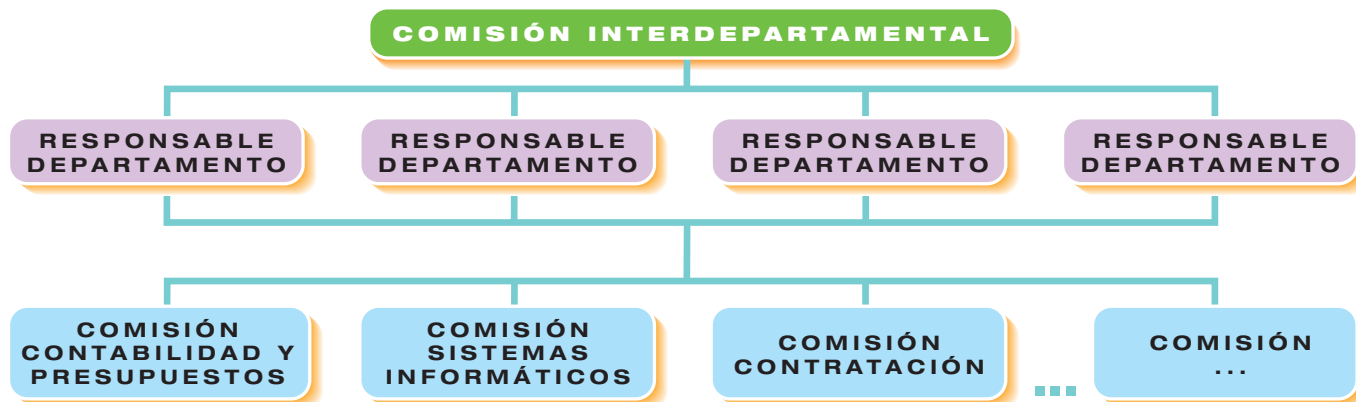 COMISIÓN INTERDEPARTAMENTAL
RESPONSABLE
DEPARTAMENTO
RESPONSABLE
DEPARTAMENTO
RESPONSABLE
DEPARTAMENTO
RESPONSABLE
DEPARTAMENTO
COMISIÓN
CONTABILIDAD Y
PRESUPUESTOS
COMISIÓN
SISTEMAS
INFORMÁTICOS
COMISIÓN
CONTRATACIÓN
COMISIÓN
...